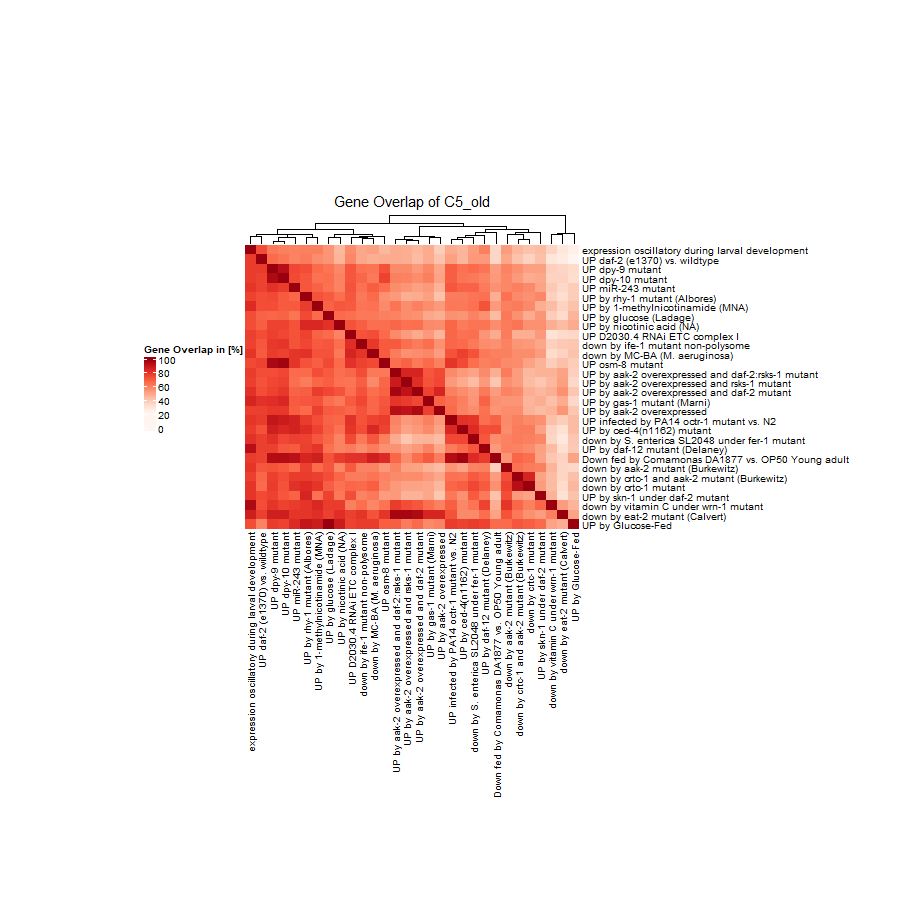 Gene Overlap of C5_old
expression oscillatory during larval development
UP daf-2 (e1370) vs. wildtype
UP dpy-9 mutant
UP dpy-10 mutant
UP miR-243 mutant
UP by rhy-1 mutant (Albores)
UP by 1-methylnicotinamide (MNA)
UP by glucose (Ladage)
UP by nicotinic acid (NA)
UP D2030.4 RNAi ETC complex I
down by ife-1 mutant non-polysome
down by MC-BA (M. aeruginosa)
UP osm-8 mutant
UP by aak-2 overexpressed and daf-2:rsks-1 mutant
UP by aak-2 overexpressed and rsks-1 mutant
UP by aak-2 overexpressed and daf-2 mutant
UP by gas-1 mutant (Marni)
UP by aak-2 overexpressed
UP infected by PA14 octr-1 mutant vs. N2
UP by ced-4(n1162) mutant
down by S. enterica SL2048 under fer-1 mutant
UP by daf-12 mutant (Delaney)
Down fed by Comamonas DA1877 vs. OP50 Young adult
down by aak-2 mutant (Burkewitz)
down by crtc-1 and aak-2 mutant (Burkewitz)
down by crtc-1 mutant
UP by skn-1 under daf-2 mutant
down by vitamin C under wrn-1 mutant
down by eat-2 mutant (Calvert)
UP by Glucose-Fed
Gene Overlap in [%]
100
80
60
40
20
0
expression oscillatory during larval development
UP daf-2 (e1370) vs. wildtype
UP dpy-9 mutant
UP dpy-10 mutant
UP miR-243 mutant
UP by rhy-1 mutant (Albores)
UP by 1-methylnicotinamide (MNA)
UP by glucose (Ladage)
UP by nicotinic acid (NA)
UP D2030.4 RNAi ETC complex I
down by ife-1 mutant non-polysome
down by MC-BA (M. aeruginosa)
UP osm-8 mutant
UP by aak-2 overexpressed and daf-2:rsks-1 mutant
UP by aak-2 overexpressed and rsks-1 mutant
UP by aak-2 overexpressed and daf-2 mutant
UP by gas-1 mutant (Marni)
UP by aak-2 overexpressed
UP infected by PA14 octr-1 mutant vs. N2
UP by ced-4(n1162) mutant
down by S. enterica SL2048 under fer-1 mutant
UP by daf-12 mutant (Delaney)
Down fed by Comamonas DA1877 vs. OP50 Young adult
down by aak-2 mutant (Burkewitz)
down by crtc-1 and aak-2 mutant (Burkewitz)
down by crtc-1 mutant
UP by skn-1 under daf-2 mutant
down by vitamin C under wrn-1 mutant
down by eat-2 mutant (Calvert)
UP by Glucose-Fed